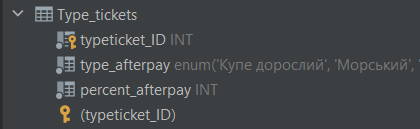 Type_tickets
typeticket_ID INT
type_afterpay enum('Купе дорослий', 'Морський', '
percent_afterpay INT
(typeticket_ID)